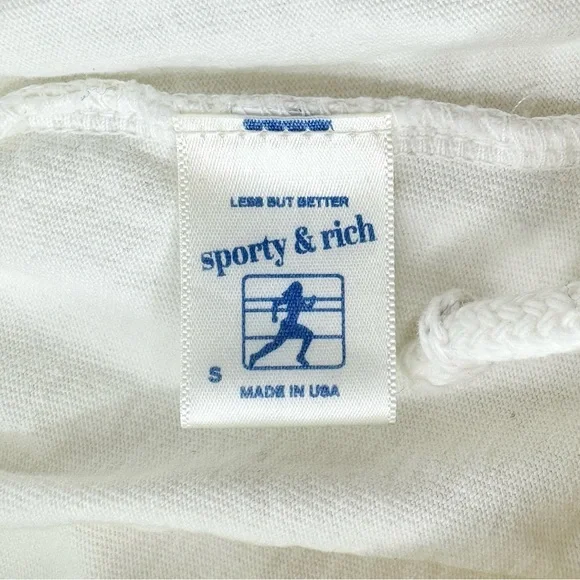 LESS BUT BETTER
sporty & rich
S
MADE IN USA